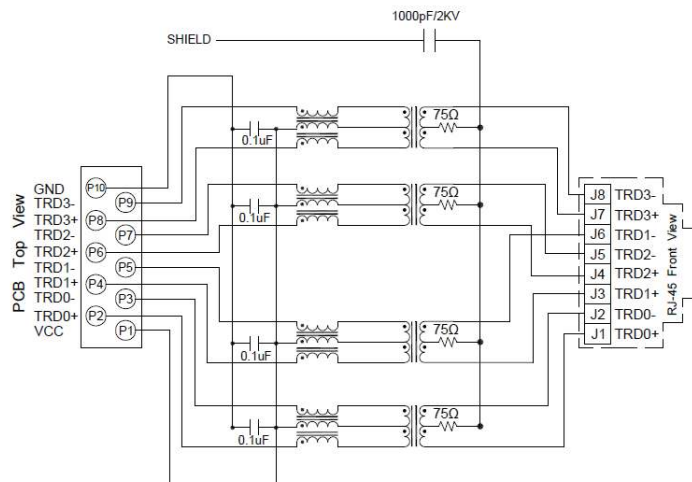 1000pF/2KV
SHIELD
75Ω
0.1uF
75Ω
0.1uF
75Ω
0.1uF
75Ω
0.1uF
PCB Top View
GND
TRD3-
TRD3+
TRD2-
TRD2+
TRD1-
TRD1+
TRD0-
TRD0+
VCC
P10
P9
P8
P7
P6
P5
P4
P3
P2
P1
J8 TRD3-
J7 TRD3+
J6 TRD1-
J5 TRD2-
J4 TRD2+
J3 TRD1+
J2 TRD0-
J1 TRD0+
RJ-45 Front View